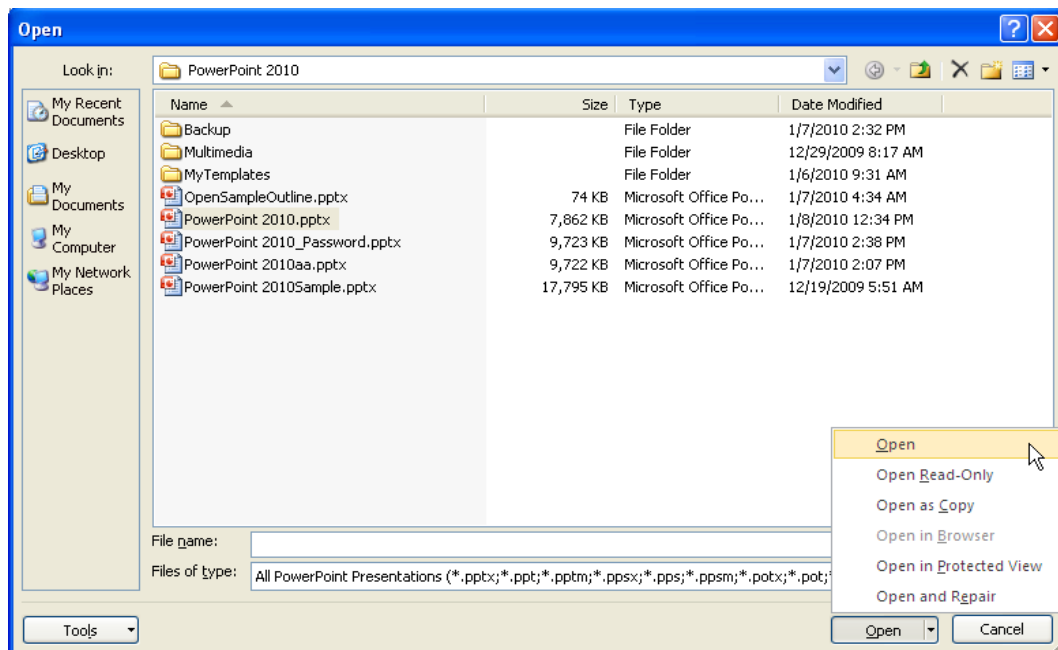 Open
Look in: PowerPoint 2010
My Recent Documents
Desktop
My Documents
My Computer
My Network Places
Name Size Type Date Modified
Backup File Folder 1/7/2010 2:32 PM
Multimedia File Folder 12/29/2009 8:17 AM
MyTemplates File Folder 1/6/2010 9:31 AM
OpenSampleOutline.pptx 74 KB Microsoft Office Po... 1/7/2010 4:34 AM
PowerPoint 2010.pptx 7,862 KB Microsoft Office Po... 1/8/2010 12:34 PM
PowerPoint 2010_Password.pptx 9,723 KB Microsoft Office Po... 1/7/2010 2:38 PM
PowerPoint 2010aa.pptx 9,722 KB Microsoft Office Po... 1/7/2010 2:07 PM
PowerPoint 2010Sample.pptx 17,795 KB Microsoft Office Po... 12/19/2009 5:51 AM
File name:
Files of type: All PowerPoint Presentations (*.pptx;*.ppt;*.pptm;*.ppsx;*.pps;*.ppsm;*.potx;*.pot;
Open
Open Read-Only
Open as Copy
Open in Browser
Open in Protected View
Open and Repair
Tools Open Cancel